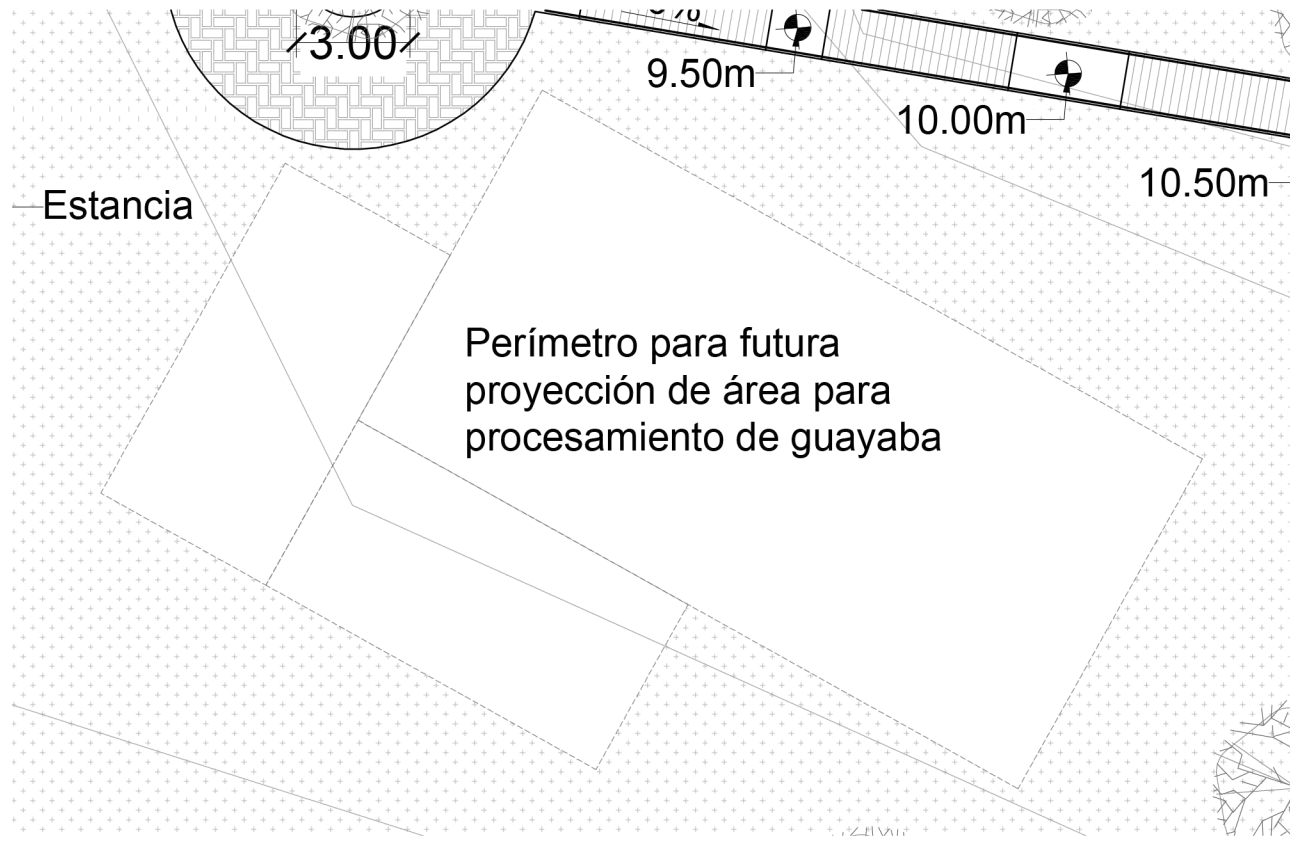 3.00
9.50m
10.00m
10.50m
Estancia
Perímetro para futura
proyección de área para
procesamiento de guayaba